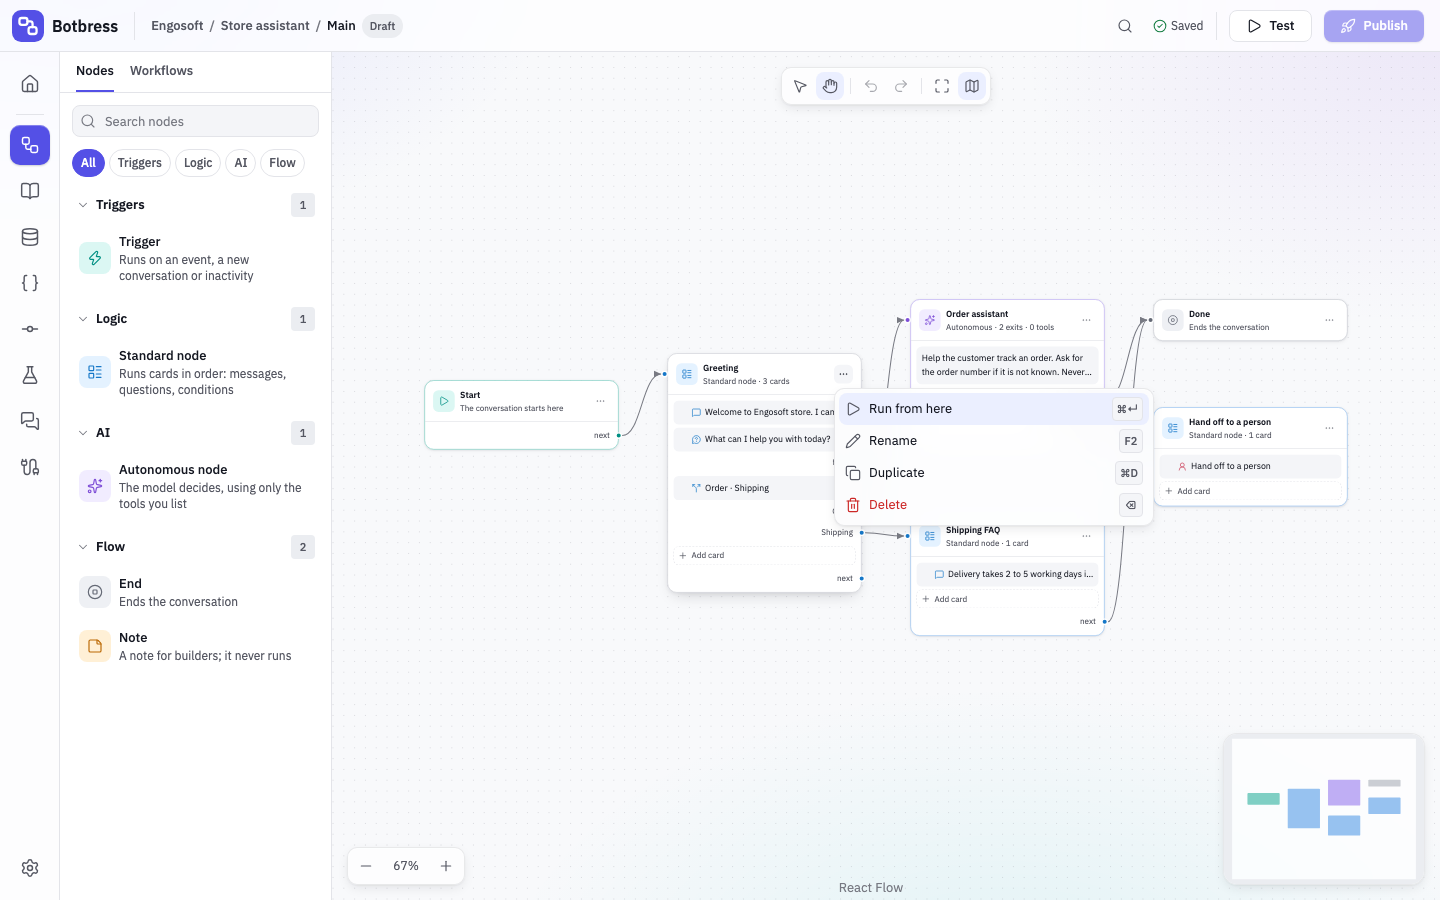 Botbress
Engosoft / Store assistant / Main
Draft
Saved
Test
Publish
Nodes
Workflows
Search nodes
All
Triggers
Logic
AI
Flow
Triggers
1
Trigger
Runs on an event, a new
conversation or inactivity
Logic
1
Standard node
Runs cards in order: messages,
questions, conditions
AI
1
Autonomous node
The model decides, using only the
tools you list
Flow
2
End
Ends the conversation
Note
A note for builders; it never runs
Start
The conversation starts here
next
Greeting
Standard node · 3 cards
Welcome to Engosoft store. I can
What can I help you with today?
Order · Shipping
Shipping
Add card
next
Order assistant
Autonomous · 2 exits · 0 tools
Help the customer track an order. Ask for
the order number if it is not known. Never...
Run from here
⌘↵
Rename
F2
Duplicate
⌘D
Delete
⌫
Shipping FAQ
Standard node · 1 card
Delivery takes 2 to 5 working days i...
Add card
next
Done
Ends the conversation
Hand off to a person
Standard node · 1 card
Hand off to a person
Add card
67%
React Flow